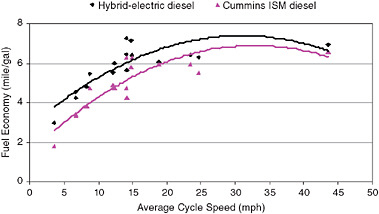 Hybrid-electric diesel Cummins ISM diesel
8
6
4
2
0
Fuel Economy (mile/gal)
0 5 10 15 20 25 30 35 40 45 50
Average Cycle Speed (mph)